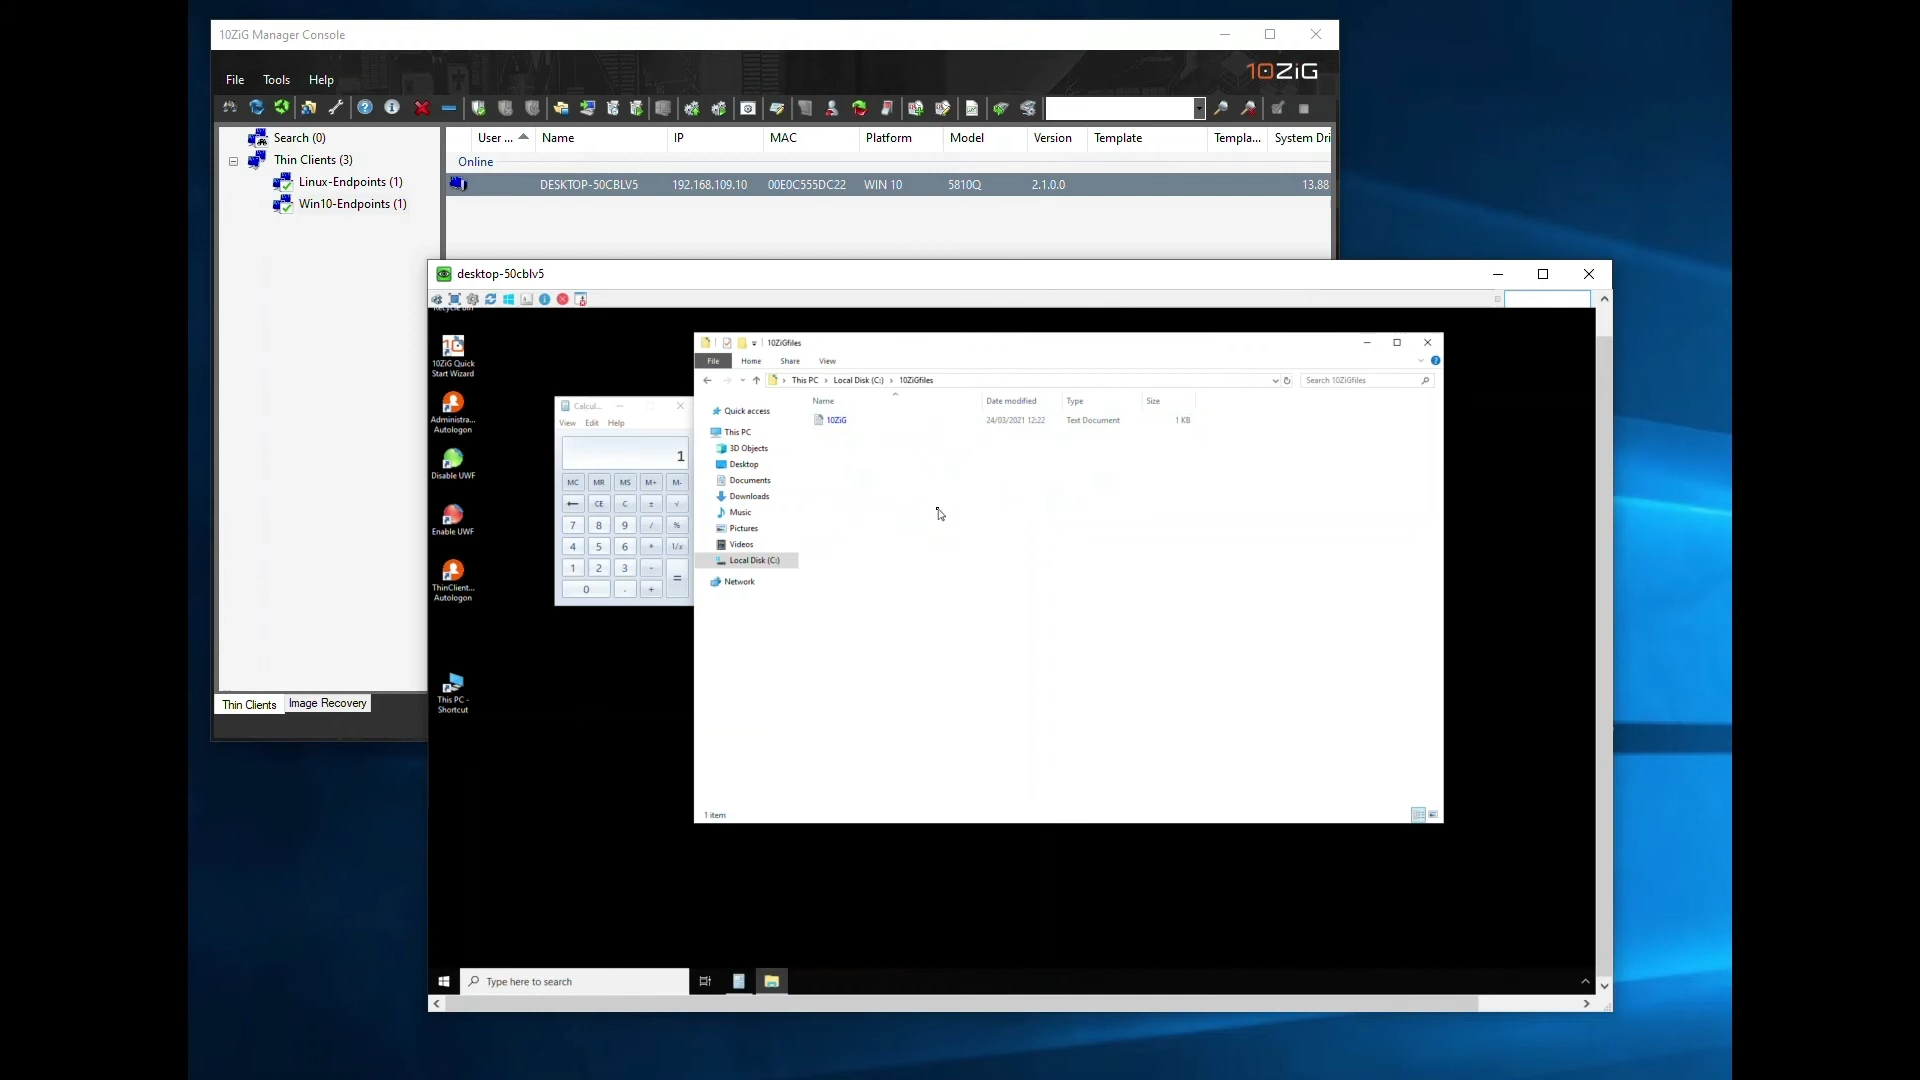 10ZiG Manager Console
File Tools Help
10ZiG
Search (0)
Thin Clients (3)
Linux-Endpoints (1)
Win10-Endpoints (1)
User ... Name IP MAC Platform Model Version Template Templa... System Dri
Online
DESKTOP-50CBLV5 192.168.109.10 00E0C555DC22 WIN 10 5810Q 2.1.0.0 13.88
Thin Clients Image Recovery
desktop-50cblv5
Recycle Bin
10ZiG Quick
Start Wizard
Administra...
Autologon
Disable UWF
Enable UWF
ThinClient...
Autologon
This PC -
Shortcut
Calcul...
View Edit Help
1
MC MR MS M+ M-
← CE C ± √
7 8 9 / %
4 5 6 * 1/x
1 2 3 - =
0 . +
10ZiGfiles
File Home Share View
This PC › Local Disk (C:) › 10ZiGfiles
Search 10ZiGfiles
Name Date modified Type Size
10ZiG 24/03/2021 12:22 Text Document 1 KB
Quick access
This PC
3D Objects
Desktop
Documents
Downloads
Music
Pictures
Videos
Local Disk (C:)
Network
1 item
Type here to search